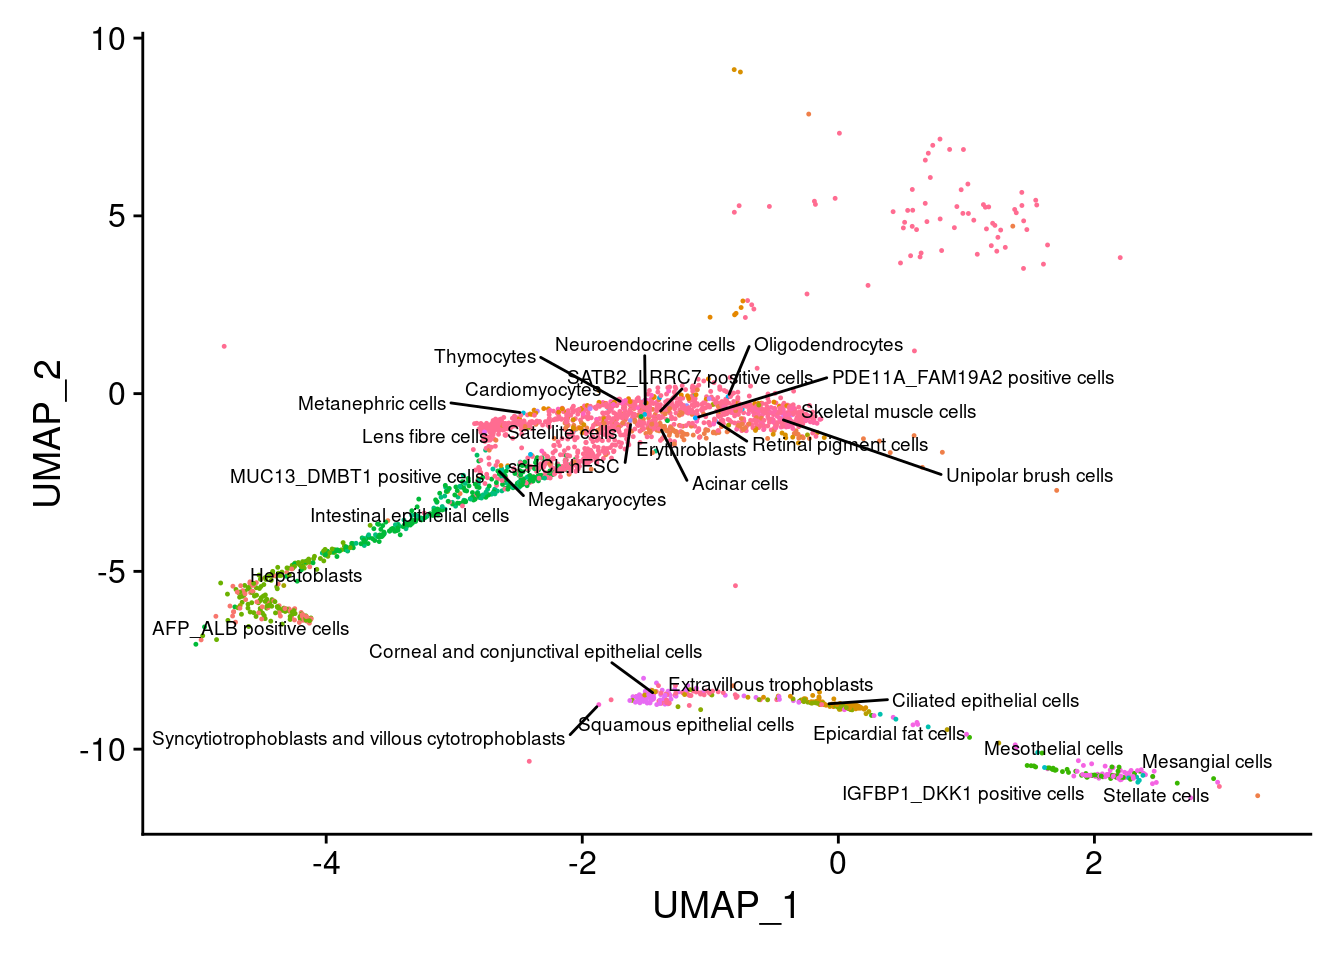 10
5
0
-5
-10
UMAP_2
Neuroendocrine cells
Oligodendrocytes
Thymocytes
SATB2_LRRC7 positive cells
PDE11A_FAM19A2 positive cells
Cardiomyocytes
Metanephric cells
Skeletal muscle cells
Lens fibre cells
Satellite cells
Erythroblasts
Retinal pigment cells
scHCL.hESC
MUC13_DMBT1 positive cells
Unipolar brush cells
Acinar cells
Megakaryocytes
Intestinal epithelial cells
Hepatoblasts
AFP_ALB positive cells
Corneal and conjunctival epithelial cells
Extravillous trophoblasts
Ciliated epithelial cells
Squamous epithelial cells
Epicardial fat cells
Syncytiotrophoblasts and villous cytotrophoblasts
Mesothelial cells
Mesangial cells
IGFBP1_DKK1 positive cells
Stellate cells
-4
-2
0
2
UMAP_1